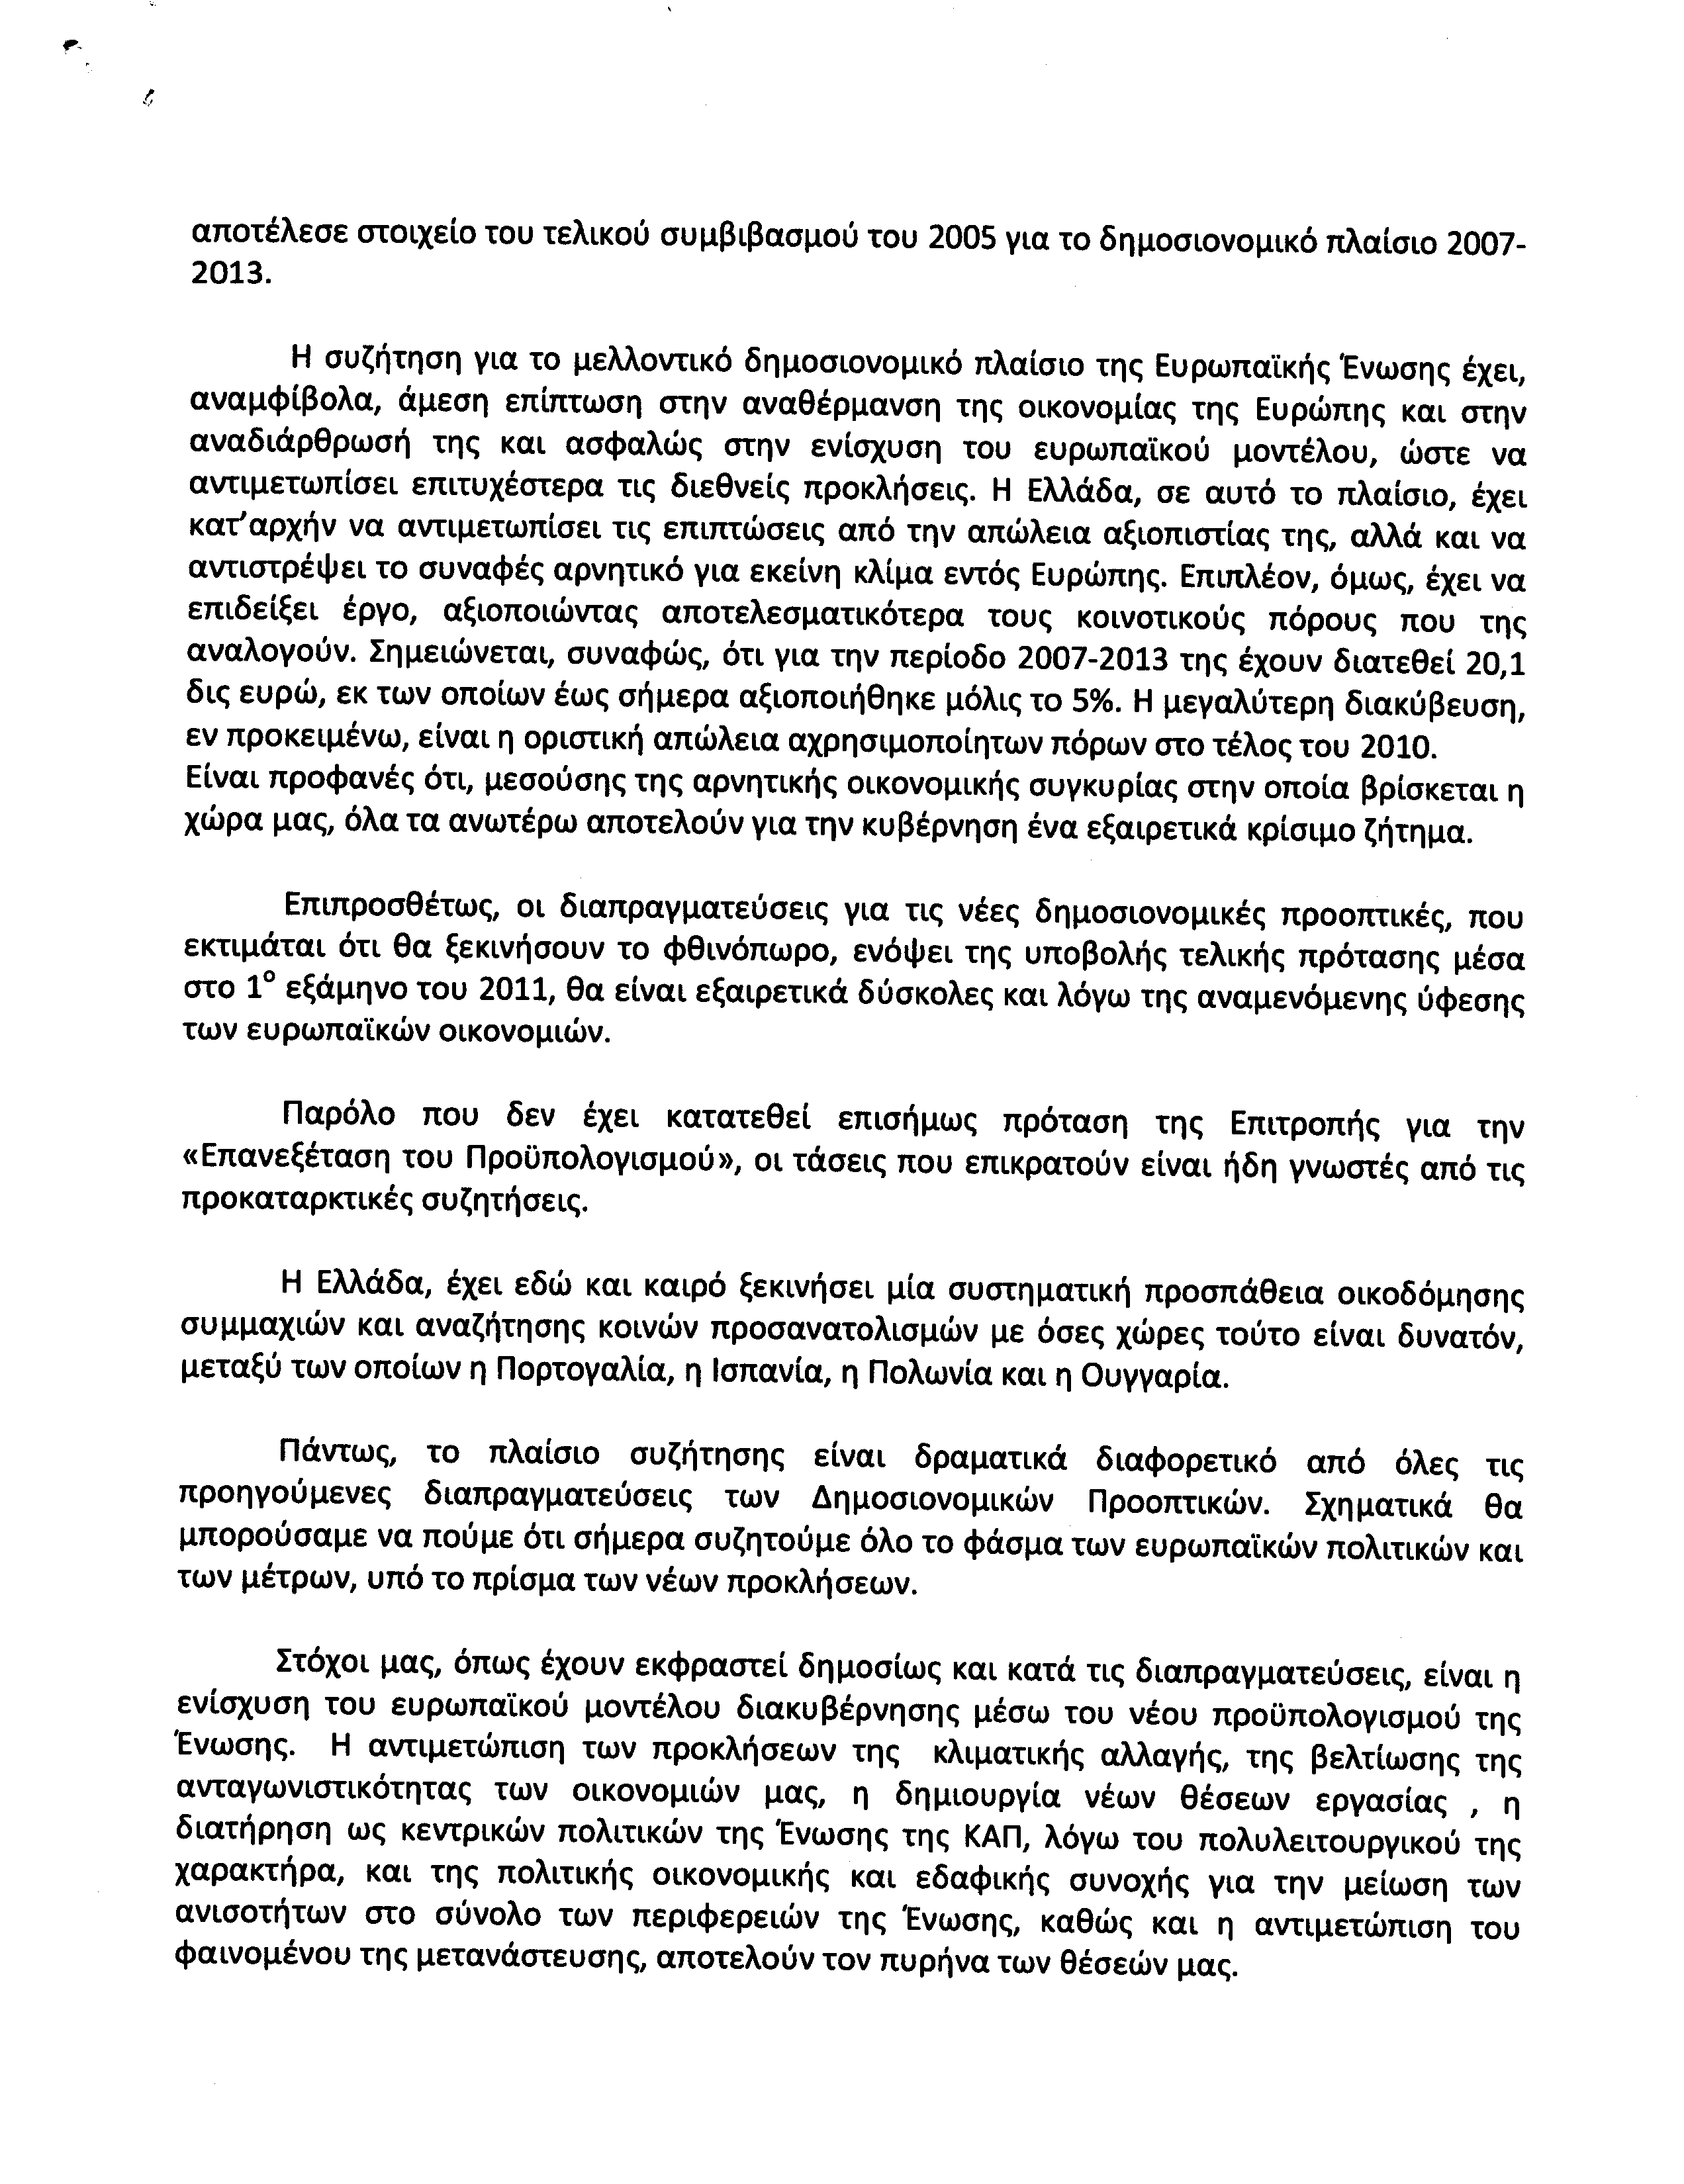 αποτέλεσε στοιχείο του τελικού συμβιβασμού του 2005 για το δημοσιονομικό πλαίσιο 2007-
2013.
Η συζήτηση για το μελλοντικό δημοσιονομικό πλαίσιο της Ευρωπαϊκής Ένωσης έχει,
αναμφίβολα, άμεση επίπτωση στην αναθέρμανση της οικονομίας της Ευρώπης και στην
αναδιάρθρωσή της και ασφαλώς στην ενίσχυση του ευρωπαϊκού μοντέλου, ώστε να
αντιμετωπίσει επιτυχέστερα τις διεθνείς προκλήσεις. Η Ελλάδα, σε αυτό το πλαίσιο, έχει
κατ'αρχήν να αντιμετωπίσει τις επιπτώσεις από την απώλεια αξιοπιστίας της, αλλά και να
αντιστρέψει το συναφές αρνητικό για εκείνη κλίμα εντός Ευρώπης. Επιπλέον, όμως, έχει να
επιδείξει έργο, αξιοποιώντας αποτελεσματικότερα τους κοινοτικούς πόρους που της
αναλογούν. Σημειώνεται, συναφώς, ότι για την περίοδο 2007-2013 της έχουν διατεθεί 20,1
δις ευρώ, εκ των οποίων έως σήμερα αξιοποιήθηκε μόλις το 5%. Η μεγαλύτερη διακύβευση,
εν προκειμένω, είναι η οριστική απώλεια αχρησιμοποίητων πόρων στο τέλος του 2010.
Είναι προφανές ότι, μεσούσης της αρνητικής οικονομικής συγκυρίας στην οποία βρίσκεται η
χώρα μας, όλα τα ανωτέρω αποτελούν για την κυβέρνηση ένα εξαιρετικά κρίσιμο ζήτημα.
Επιπροσθέτως, οι διαπραγματεύσεις για τις νέες δημοσιονομικές προοπτικές, που
εκτιμάται ότι θα ξεκινήσουν το φθινόπωρο, ενόψει της υποβολής τελικής πρότασης μέσα
στο 1° εξάμηνο του 2011, θα είναι εξαιρετικά δύσκολες και λόγω της αναμενόμενης ύφεσης
των ευρωπαϊκών οικονομιών.
Παρόλο που δεν έχει κατατεθεί επισήμως πρόταση της Επιτροπής για την
«Επανεξέταση του Προϋπολογισμού», οι τάσεις που επικρατούν είναι ήδη γνωστές από τις
προκαταρκτικές συζητήσεις.
Η Ελλάδα, έχει εδώ και καιρό ξεκινήσει μία συστηματική προσπάθεια οικοδόμησης
συμμαχιών και αναζήτησης κοινών προσανατολισμών με όσες χώρες τούτο είναι δυνατόν,
μεταξύ των οποίων η Πορτογαλία, η Ισπανία, η Πολωνία και η Ουγγαρία.
Πάντως, το πλαίσιο συζήτησης είναι δραματικά διαφορετικό από όλες τις
προηγούμενες διαπραγματεύσεις των Δημοσιονομικών Προοπτικών. Σχηματικά θα
μπορούσαμε να πούμε ότι σήμερα συζητούμε όλο το φάσμα των ευρωπαϊκών πολιτικών και
των μέτρων, υπό το πρίσμα των νέων προκλήσεων.
Στόχοι μας, όπως έχουν εκφραστεί δημοσίως και κατά τις διαπραγματεύσεις, είναι η
ενίσχυση του ευρωπαϊκού μοντέλου διακυβέρνησης μέσω του νέου προϋπολογισμού της
Ένωσης. Η αντιμετώπιση των προκλήσεων της κλιματικής αλλαγής, της βελτίωσης της
ανταγωνιστικότητας των οικονομιών μας, η δημιουργία νέων θέσεων εργασίας , η
διατήρηση ως κεντρικών πολιτικών της Ένωσης της ΚΑΠ, λόγω του πολυλειτουργικού της
χαρακτήρα, και της πολιτικής οικονομικής και εδαφικής συνοχής για την μείωση των
ανισοτήτων στο σύνολο των περιφερειών της Ένωσης, καθώς και η αντιμετώπιση του
φαινομένου της μετανάστευσης, αποτελούν τον πυρήνα των θέσεών μας.